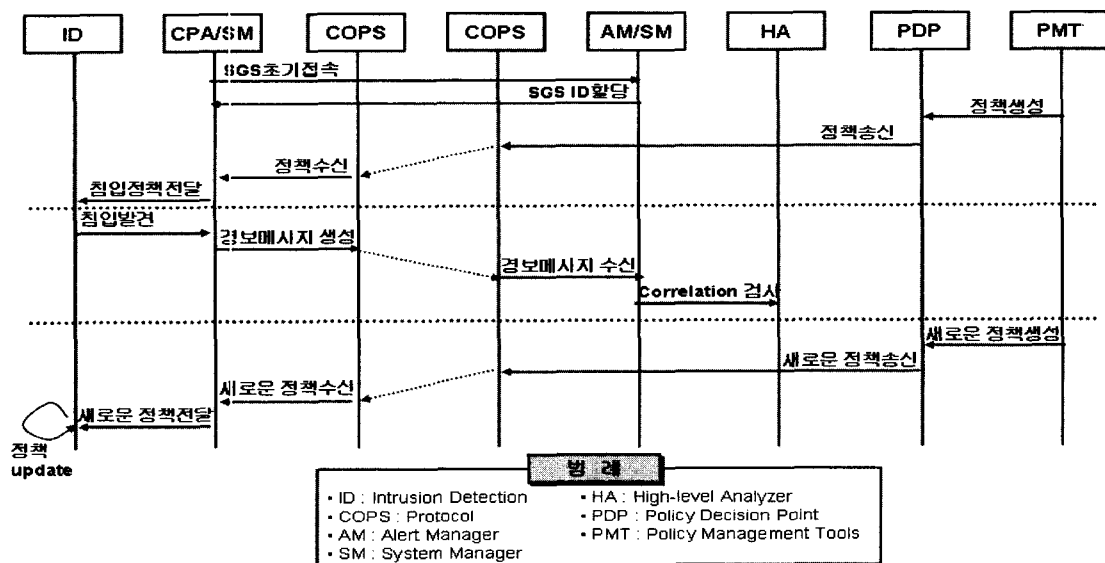 ID CPA/SM COPS COPS AM/SM HA PDP PMT
SGS초기접속
SGS ID할당
정책생성
정책송신
정책수신
침입정책전달
침입발견
경보메시지 생성
경보메시지 수신
Correlation 검사
새로운 정책생성
새로운 정책송신
새로운 정책수신
새로운 정책전달
정책
update
범 례
• ID : Intrusion Detection
• COPS : Protocol
• AM : Alert Manager
• SM : System Manager
• HA : High-level Analyzer
• PDP : Policy Decision Point
• PMT : Policy Management Tools